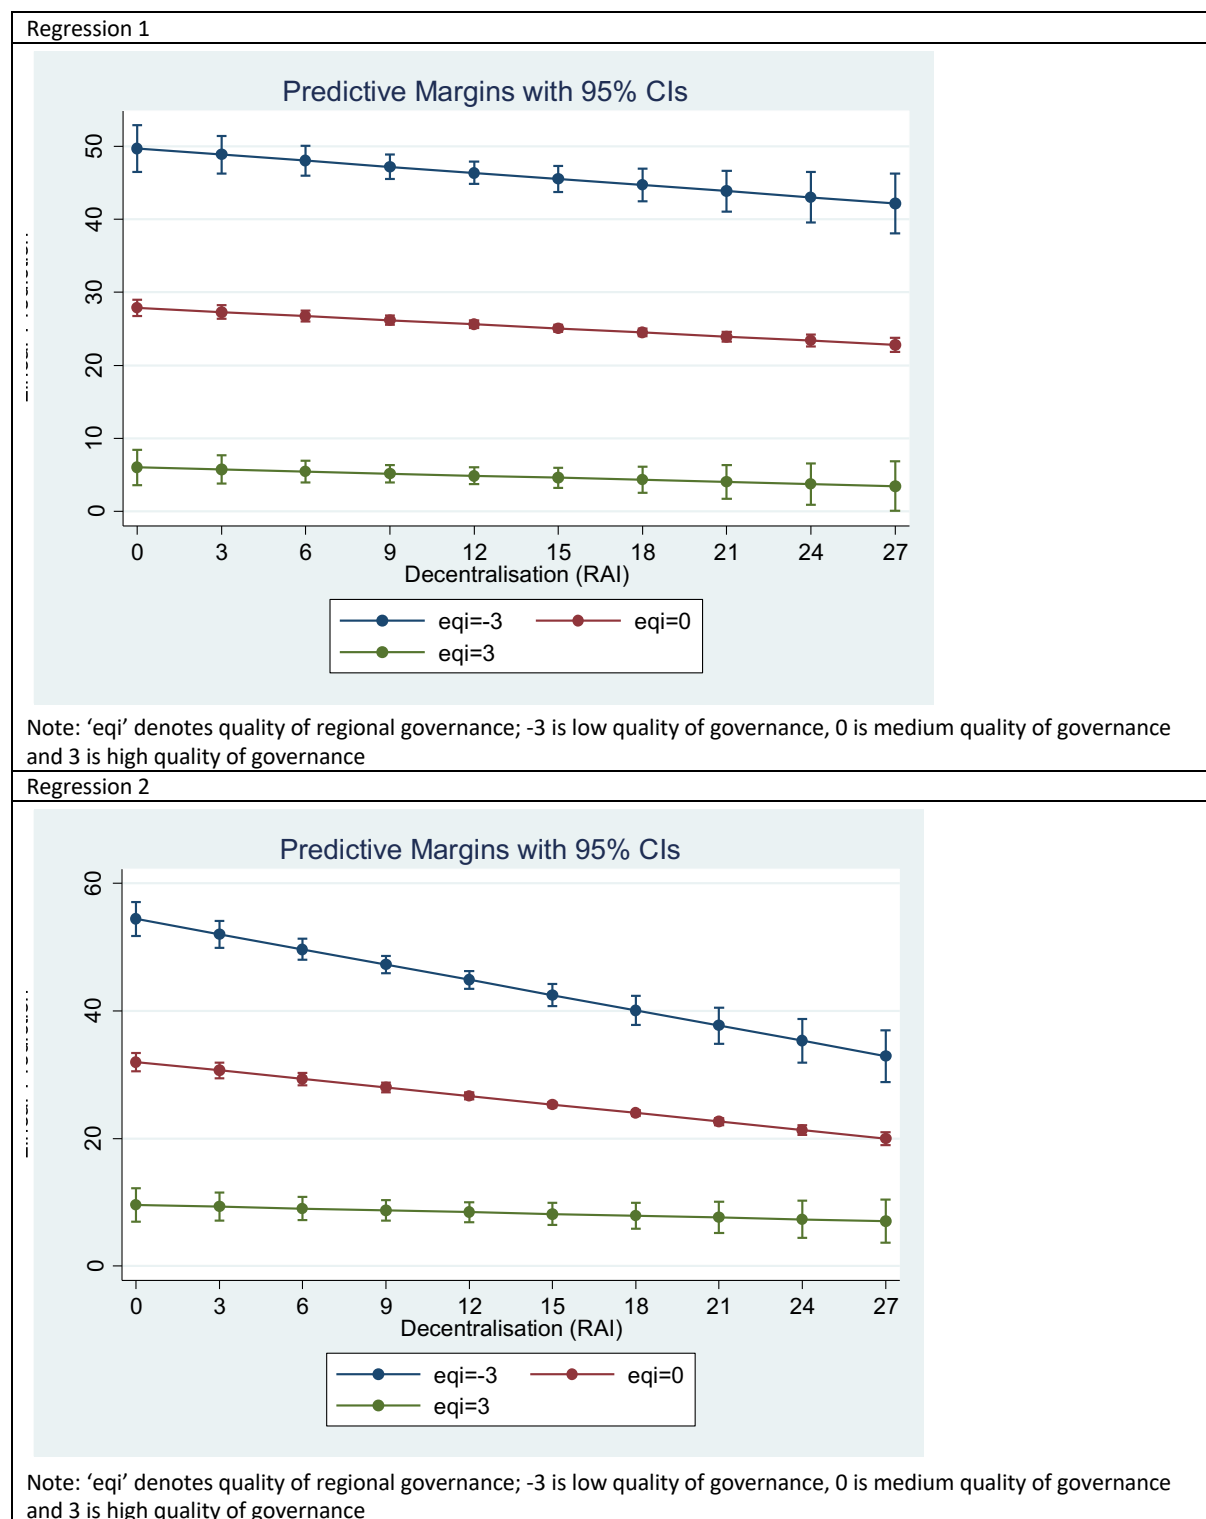 Regression 1
Predictive Margins with 95% CIs
50
40
30
20
10
0
0 3 6 9 12 15 18 21 24 27
Decentralisation (RAI)
eqi=-3 eqi=0
eqi=3
Note: ‘eqi’ denotes quality of regional governance; -3 is low quality of governance, 0 is medium quality of governance
and 3 is high quality of governance
Regression 2
Predictive Margins with 95% CIs
60
40
20
0
0 3 6 9 12 15 18 21 24 27
Decentralisation (RAI)
eqi=-3 eqi=0
eqi=3
Note: ‘eqi’ denotes quality of regional governance; -3 is low quality of governance, 0 is medium quality of governance
and 3 is high quality of governance